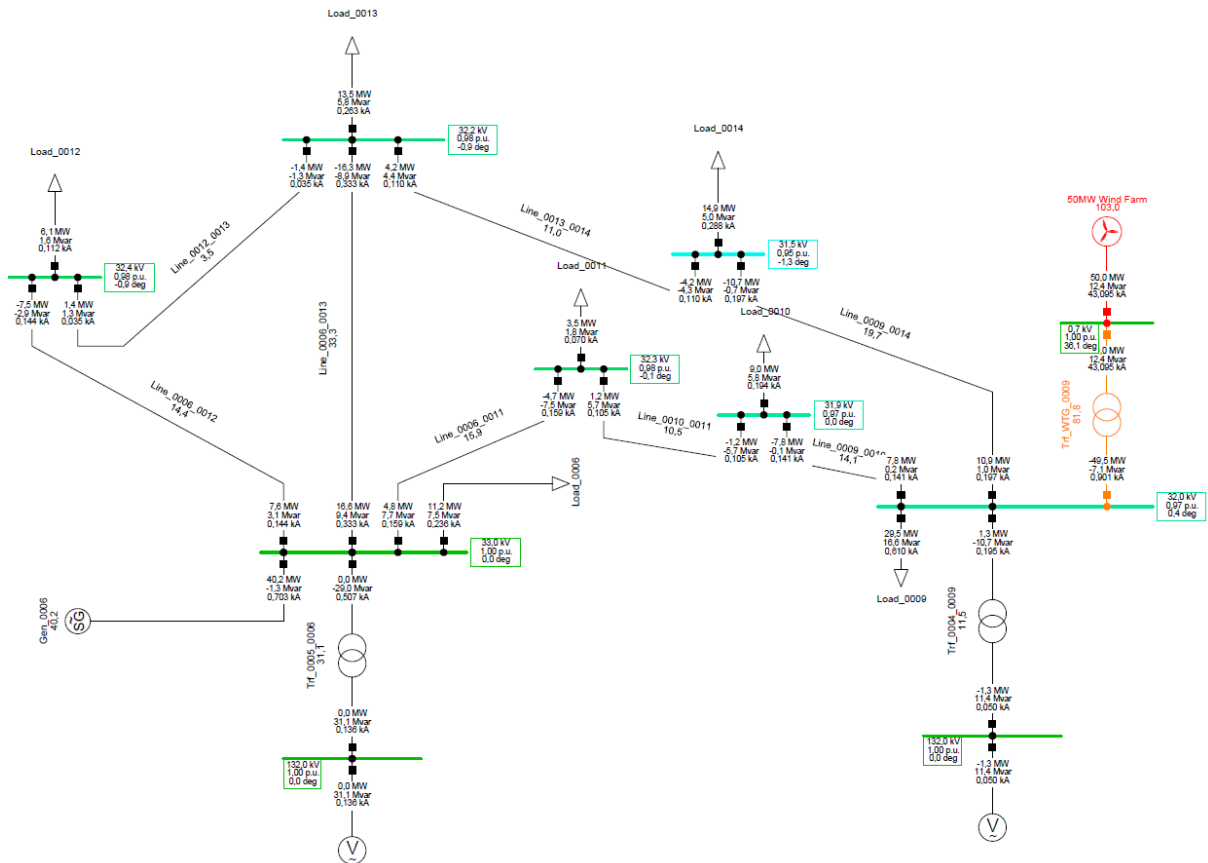 Load_0013
13,5 MW
5,8 Mvar
0,263 kA
32,2 kV
0,98 p.u.
-0,9 deg
-1,4 MW
-1,3 Mvar
0,035 kA
-16,3 MW
-8,9 Mvar
0,333 kA
4,2 MW
4,4 Mvar
0,110 kA
Load_0012
6,1 MW
1,6 Mvar
0,112 kA
32,4 kV
0,98 p.u.
-0,9 deg
-7,5 MW
-2,9 Mvar
0,144 kA
1,4 MW
1,3 Mvar
0,035 kA
Line_0012_0013
3,5
Line_0006_0013
33,3
Line_0013_0014
11,0
Load_0014
14,9 MW
5,0 Mvar
0,288 kA
31,5 kV
0,95 p.u.
-1,3 deg
-4,2 MW
-4,3 Mvar
0,110 kA
-10,7 MW
-0,7 Mvar
0,197 kA
50MW Wind Farm
103,0
50,0 MW
12,4 Mvar
43,095 kA
0,7 kV
1,00 p.u.
36,1 deg
12,4 Mvar
43,095 kA
Trf_WTG_0009
81,8
-49,5 MW
-7,1 Mvar
0,901 kA
Load_0011
3,5 MW
1,8 Mvar
0,070 kA
32,3 kV
0,98 p.u.
-0,1 deg
-4,7 MW
-7,5 Mvar
0,159 kA
1,2 MW
5,7 Mvar
0,105 kA
Load_0010
9,0 MW
5,8 Mvar
0,194 kA
31,9 kV
0,97 p.u.
0,0 deg
-1,2 MW
-5,7 Mvar
0,105 kA
-7,8 MW
-0,1 Mvar
0,141 kA
Line_0009_0014
19,7
Line_0006_0012
14,4
Line_0006_0011
15,9
Line_0010_0011
10,5
Line_0009_0010
14,1
7,8 MW
0,2 Mvar
0,141 kA
10,9 MW
1,0 Mvar
0,197 kA
32,0 kV
0,97 p.u.
0,4 deg
29,5 MW
16,6 Mvar
0,610 kA
Load_0009
1,3 MW
-10,7 Mvar
0,195 kA
7,6 MW
3,1 Mvar
0,144 kA
16,6 MW
9,4 Mvar
0,333 kA
4,8 MW
7,7 Mvar
0,159 kA
11,2 MW
7,5 Mvar
0,236 kA
Load_0006
33,0 kV
1,00 p.u.
0,0 deg
40,2 MW
-1,3 Mvar
0,703 kA
0,0 MW
-29,0 Mvar
0,507 kA
Gen_0006
40,2
SG
~
Trf_0005_0006
31,1
0,0 MW
31,1 Mvar
0,136 kA
132,0 kV
1,00 p.u.
0,0 deg
0,0 MW
31,1 Mvar
0,136 kA
V
~
Trf_0004_0009
11,5
-1,3 MW
11,4 Mvar
0,050 kA
132,0 kV
1,00 p.u.
0,0 deg
-1,3 MW
11,4 Mvar
0,050 kA
V
~